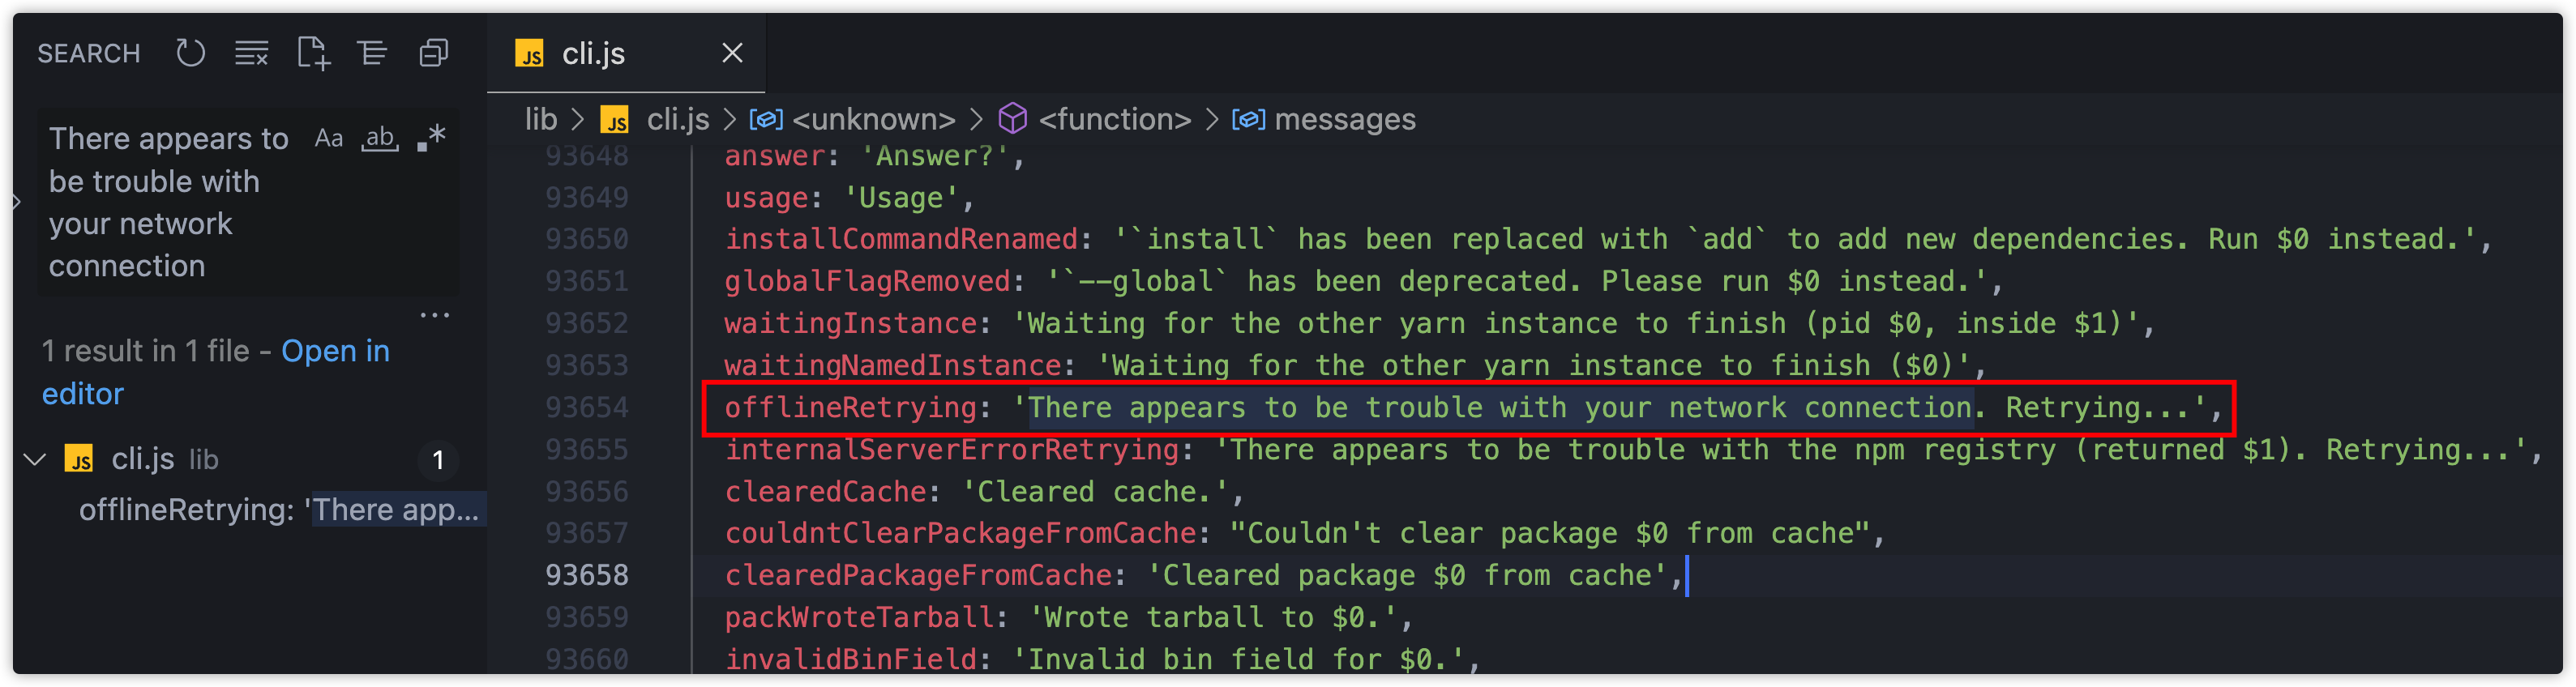 SEARCH
There appears to
be trouble with
your network
connection
Aa ab .*
...
1 result in 1 file - Open in
editor
JS cli.js lib 1
offlineRetrying: 'There app...
JS cli.js
lib > JS cli.js > <unknown> > <function> > messages
93648 answer: 'Answer?',
93649 usage: 'Usage',
93650 installCommandRenamed: '`install` has been replaced with `add` to add new dependencies. Run $0 instead.',
93651 globalFlagRemoved: '`--global` has been deprecated. Please run $0 instead.',
93652 waitingInstance: 'Waiting for the other yarn instance to finish (pid $0, inside $1)',
93653 waitingNamedInstance: 'Waiting for the other yarn instance to finish ($0)',
93654 offlineRetrying: 'There appears to be trouble with your network connection. Retrying...',
93655 internalServerErrorRetrying: 'There appears to be trouble with the npm registry (returned $1). Retrying...',
93656 clearedCache: 'Cleared cache.',
93657 couldntClearPackageFromCache: "Couldn't clear package $0 from cache",
93658 clearedPackageFromCache: 'Cleared package $0 from cache',
93659 packWroteTarball: 'Wrote tarball to $0.',
93660 invalidBinField: 'Invalid bin field for $0.',